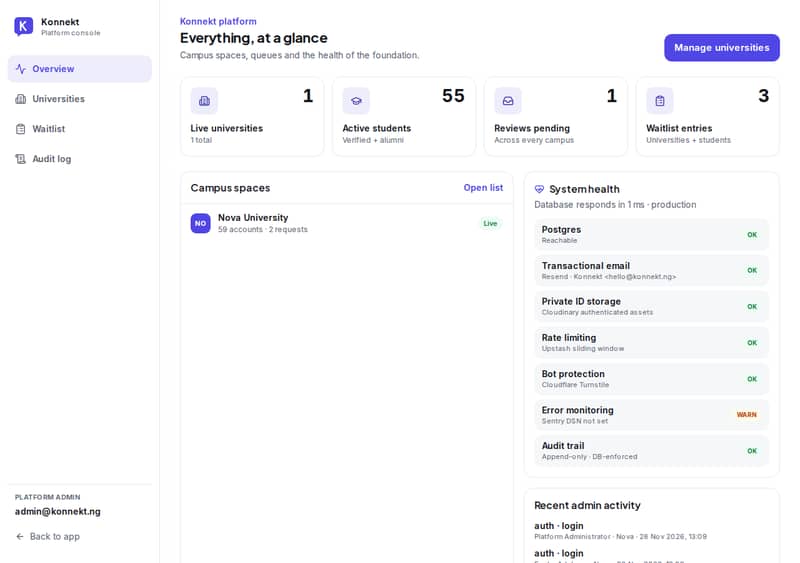 Konnekt
Platform console
Overview
Universities
Waitlist
Audit log
PLATFORM ADMIN
admin@konnekt.ng
Back to app
Konnekt platform
Everything, at a glance
Campus spaces, queues and the health of the foundation.
Manage universities
1
Live universities
1 total
55
Active students
Verified + alumni
1
Reviews pending
Across every campus
3
Waitlist entries
Universities + students
Campus spaces
Open list
NO
Nova University
59 accounts · 2 requests
Live
System health
Database responds in 1 ms · production
Postgres
Reachable
OK
Transactional email
Resend · Konnekt <hello@konnekt.ng>
OK
Private ID storage
Cloudinary authenticated assets
OK
Rate limiting
Upstash sliding window
OK
Bot protection
Cloudflare Turnstile
OK
Error monitoring
Sentry DSN not set
WARN
Audit trail
Append-only · DB-enforced
OK
Recent admin activity
auth · login
Platform Administrator · Nova · 28 Nov 2026, 13:09
auth · login